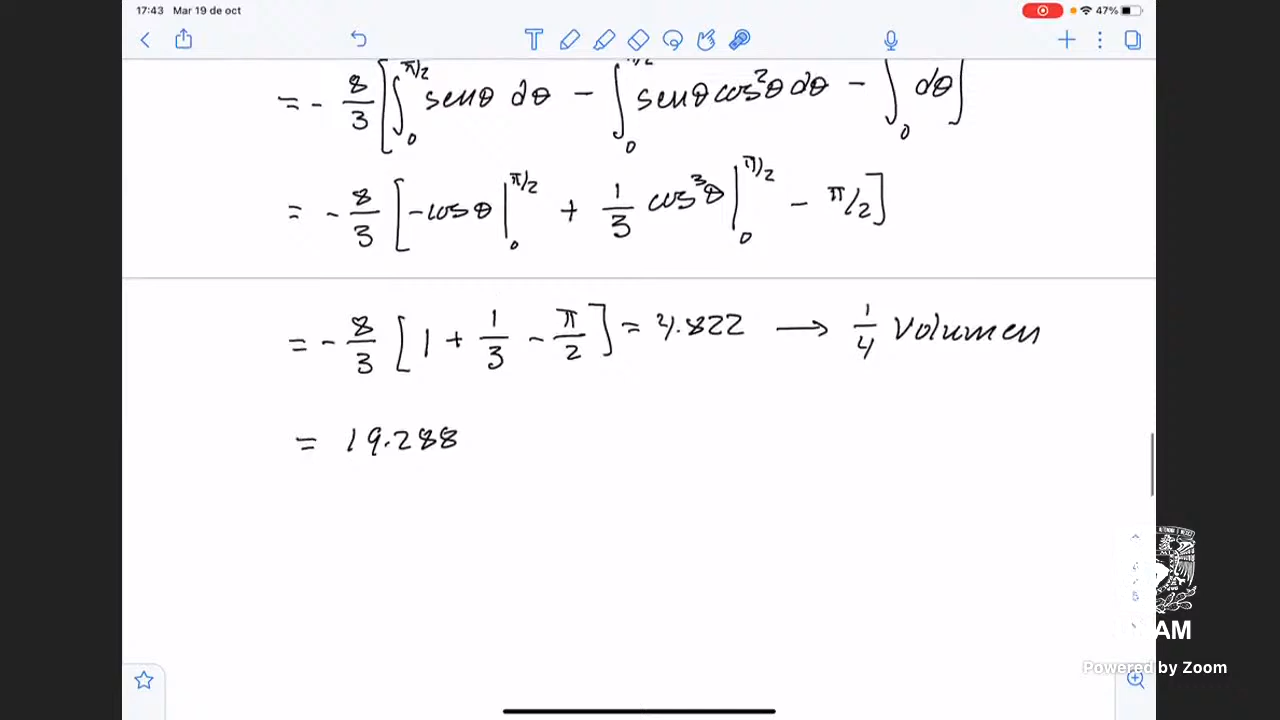 17:43 Mar 19 de oct 47%
= - 8/3 [ ∫₀^π/2 senθ dθ - ∫₀^π/2 senθ cos²θ dθ - ∫₀ dθ ]
= - 8/3 [ -cosθ |₀^π/2 + 1/3 cos³θ |₀^π/2 - π/2 ]
= - 8/3 [ 1 + 1/3 - π/2 ] = 4.822 → 1/4 Volumen
= 19.288
Powered by Zoom